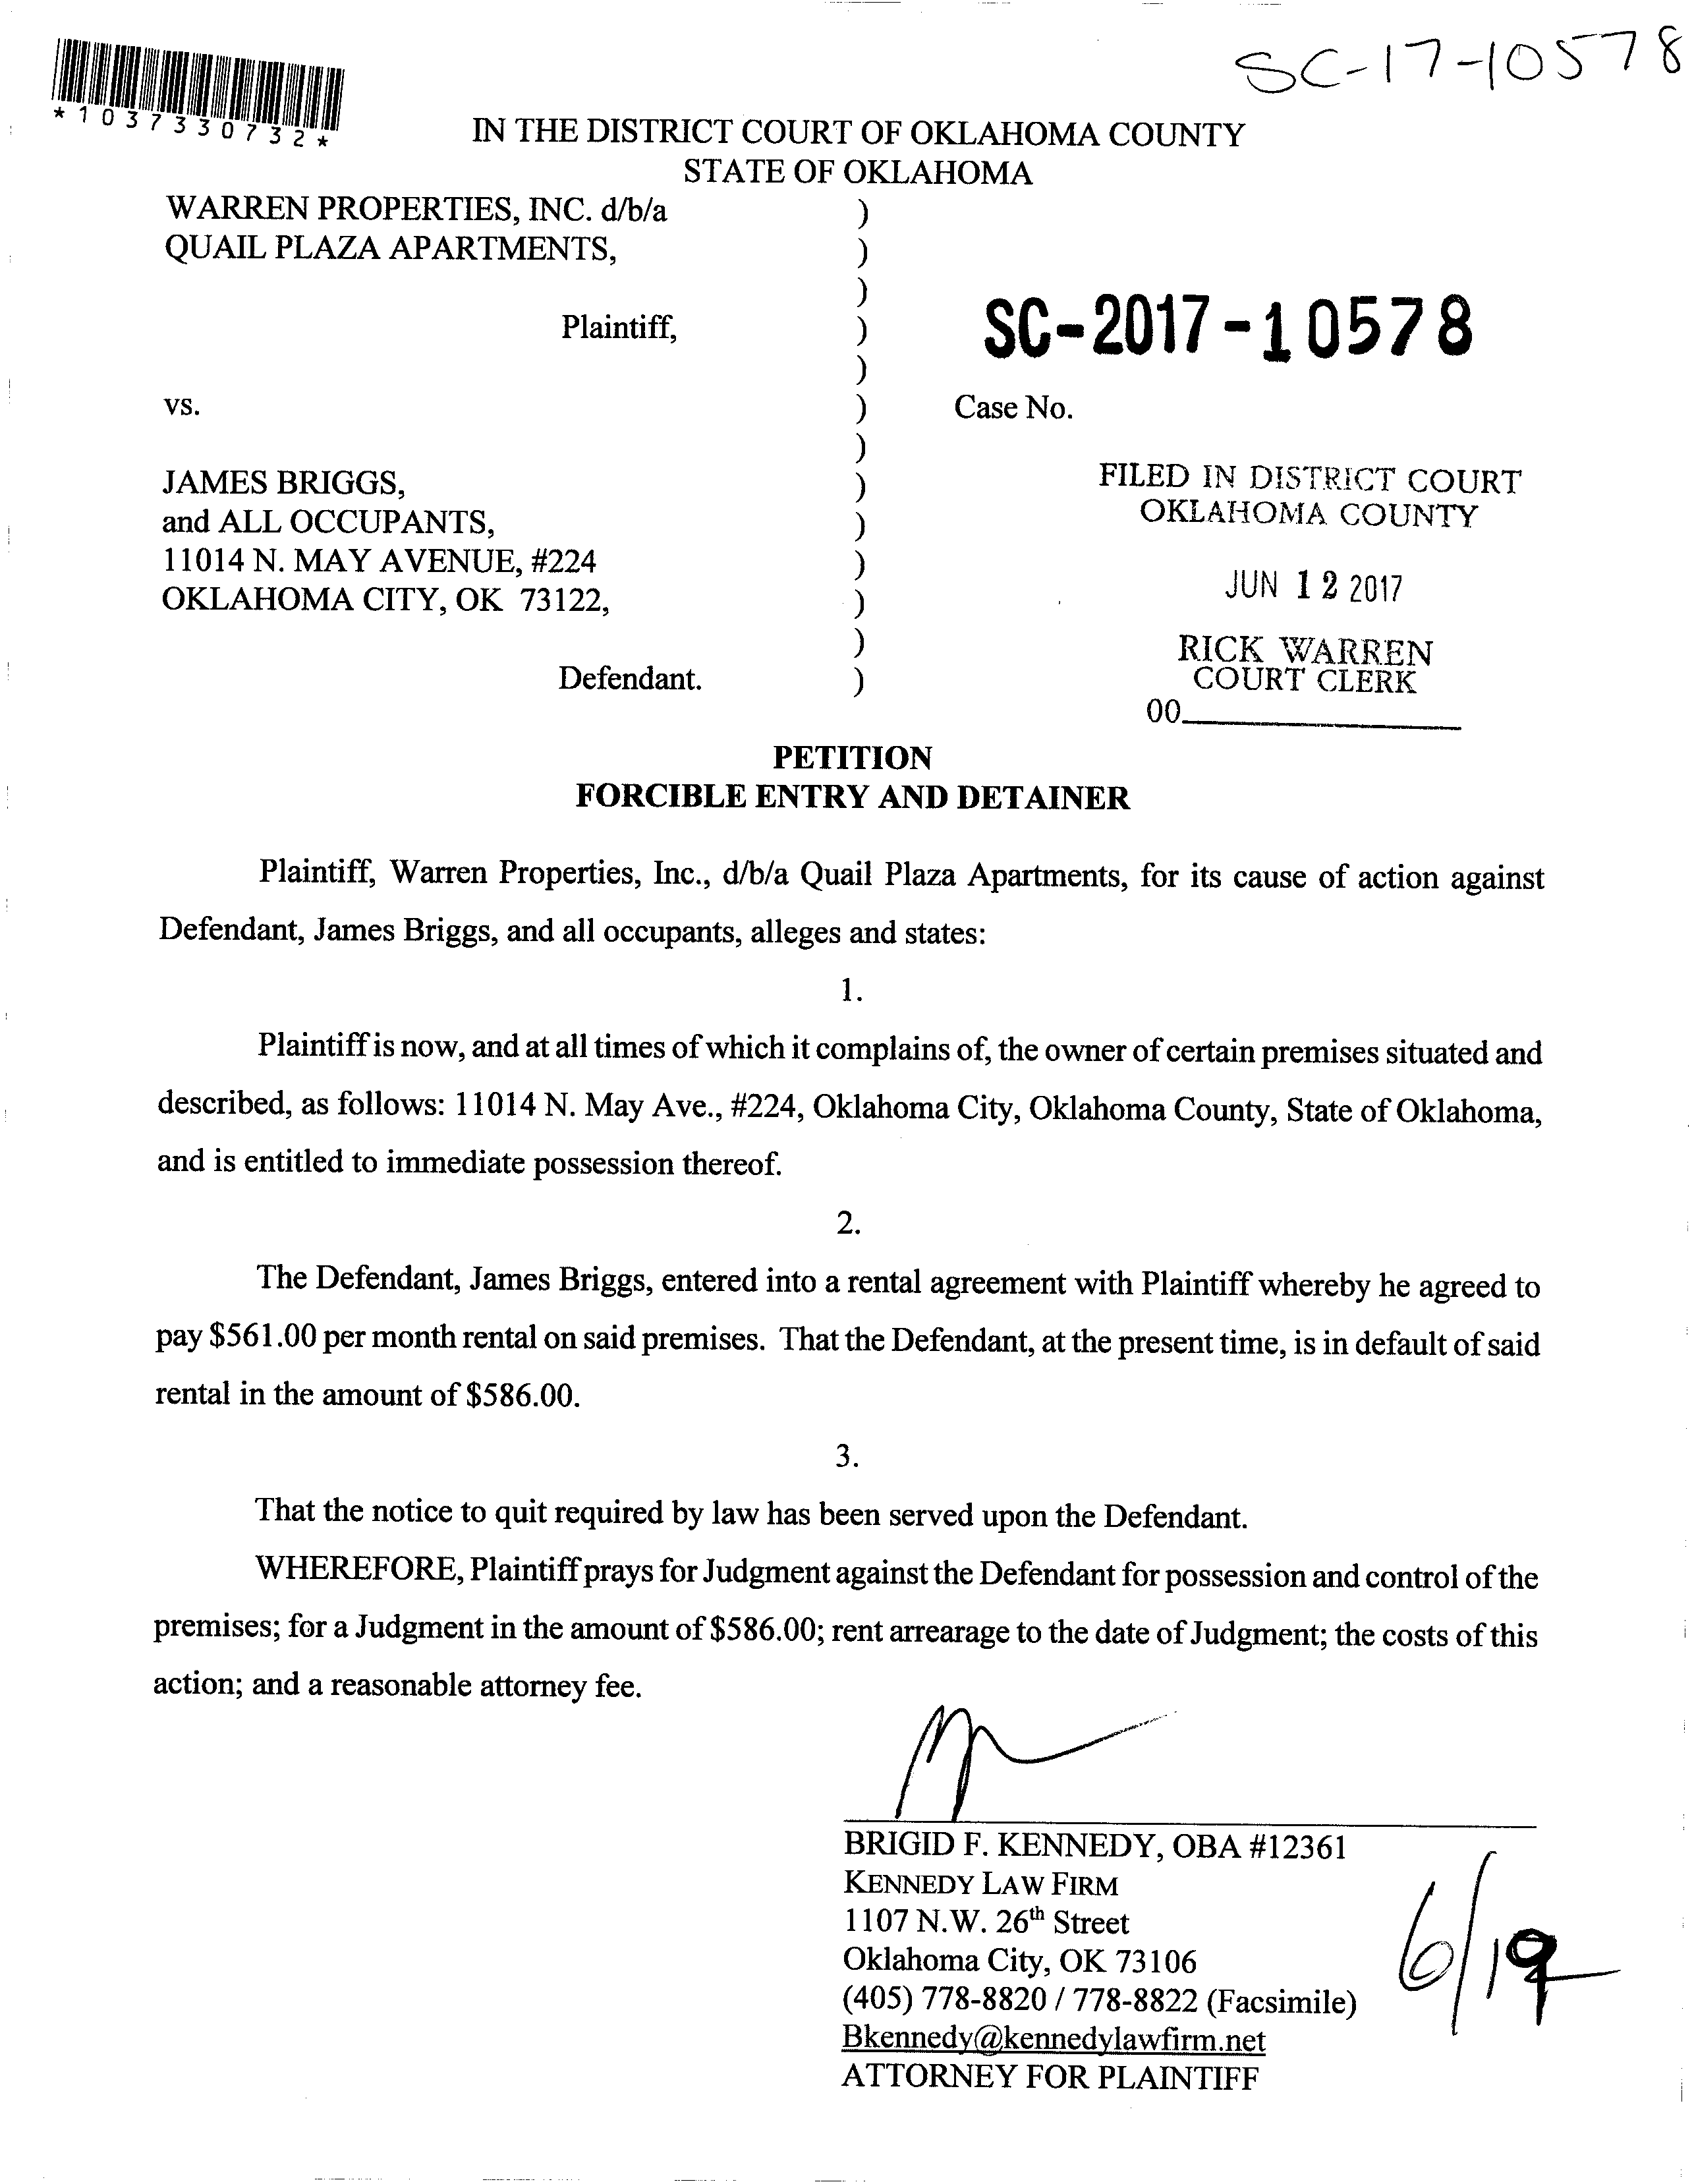 SC-17-10578
*1037330732*
IN THE DISTRICT COURT OF OKLAHOMA COUNTY
STATE OF OKLAHOMA
WARREN PROPERTIES, INC. d/b/a )
QUAIL PLAZA APARTMENTS, )
)
Plaintiff, ) SC-2017-10578
)
vs. ) Case No.
)
JAMES BRIGGS, ) FILED IN DISTRICT COURT
and ALL OCCUPANTS, ) OKLAHOMA COUNTY
11014 N. MAY AVENUE, #224 )
OKLAHOMA CITY, OK 73122, ) JUN 12 2017
) RICK WARREN
Defendant. ) COURT CLERK
00
PETITION
FORCIBLE ENTRY AND DETAINER
Plaintiff, Warren Properties, Inc., d/b/a Quail Plaza Apartments, for its cause of action against
Defendant, James Briggs, and all occupants, alleges and states:
1.
Plaintiff is now, and at all times of which it complains of, the owner of certain premises situated and
described, as follows: 11014 N. May Ave., #224, Oklahoma City, Oklahoma County, State of Oklahoma,
and is entitled to immediate possession thereof.
2.
The Defendant, James Briggs, entered into a rental agreement with Plaintiff whereby he agreed to
pay $561.00 per month rental on said premises. That the Defendant, at the present time, is in default of said
rental in the amount of $586.00.
3.
That the notice to quit required by law has been served upon the Defendant.
WHEREFORE, Plaintiff prays for Judgment against the Defendant for possession and control of the
premises; for a Judgment in the amount of $586.00; rent arrearage to the date of Judgment; the costs of this
action; and a reasonable attorney fee.
BRIGID F. KENNEDY, OBA #12361
KENNEDY LAW FIRM
1107 N.W. 26th Street
Oklahoma City, OK 73106
(405) 778-8820 / 778-8822 (Facsimile)
Bkennedy@kennedylawfirm.net
ATTORNEY FOR PLAINTIFF